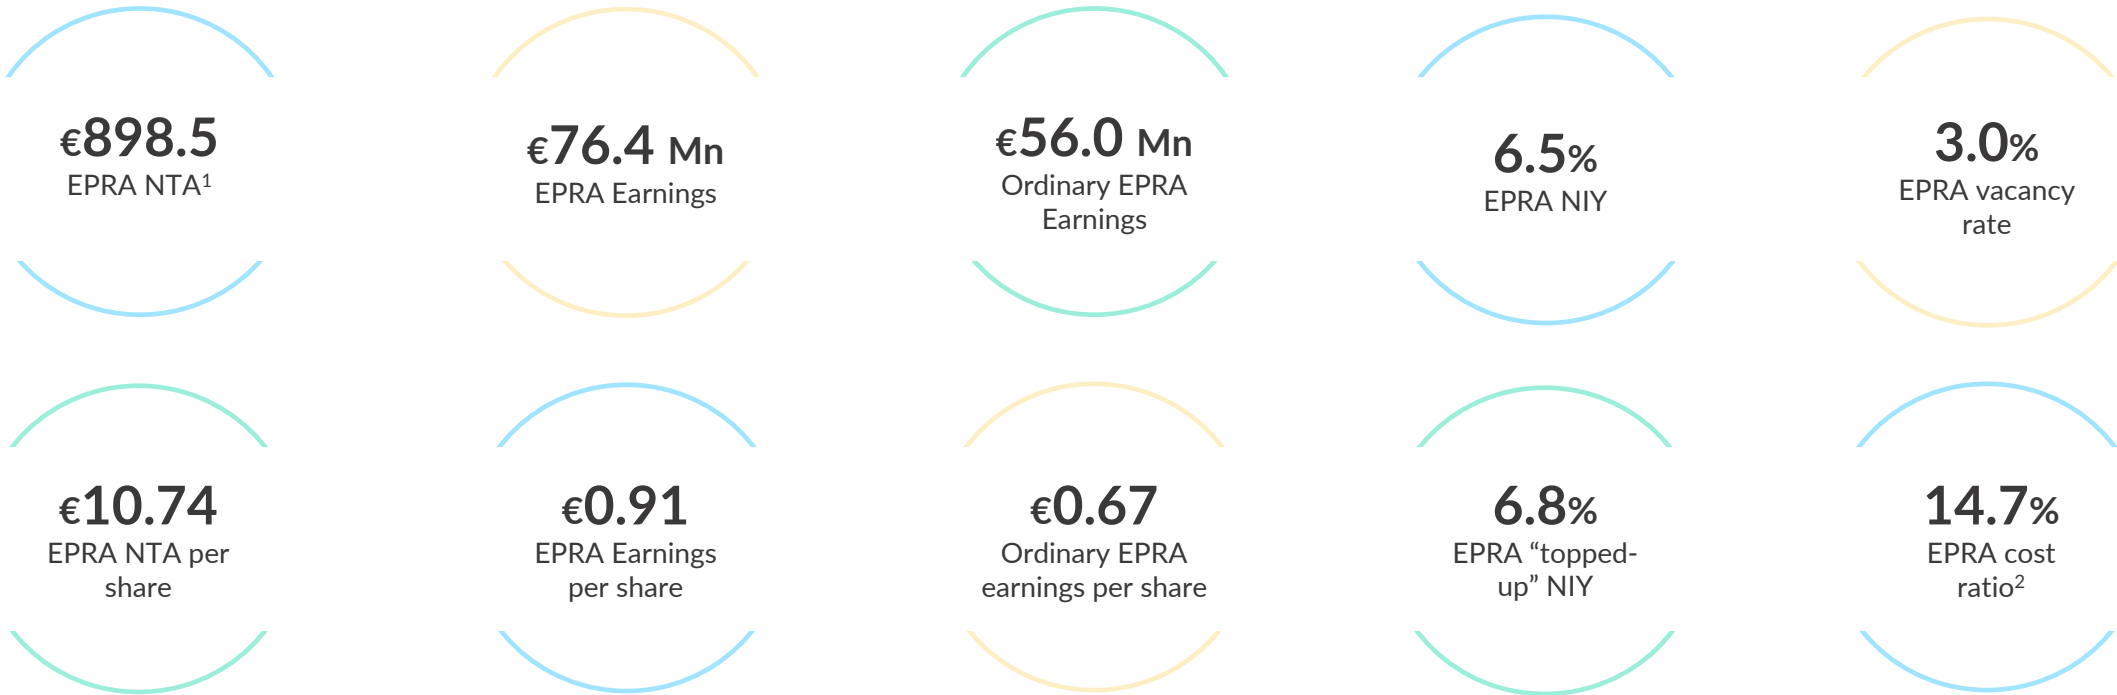 €898.5
EPRA NTA¹
€76.4 Mn
EPRA Earnings
€56.0 Mn
Ordinary EPRA
Earnings
6.5%
EPRA NIY
3.0%
EPRA vacancy
rate
€10.74
EPRA NTA per
share
€0.91
EPRA Earnings
per share
€0.67
Ordinary EPRA
earnings per share
6.8%
EPRA “topped-
up” NIY
14.7%
EPRA cost
ratio²